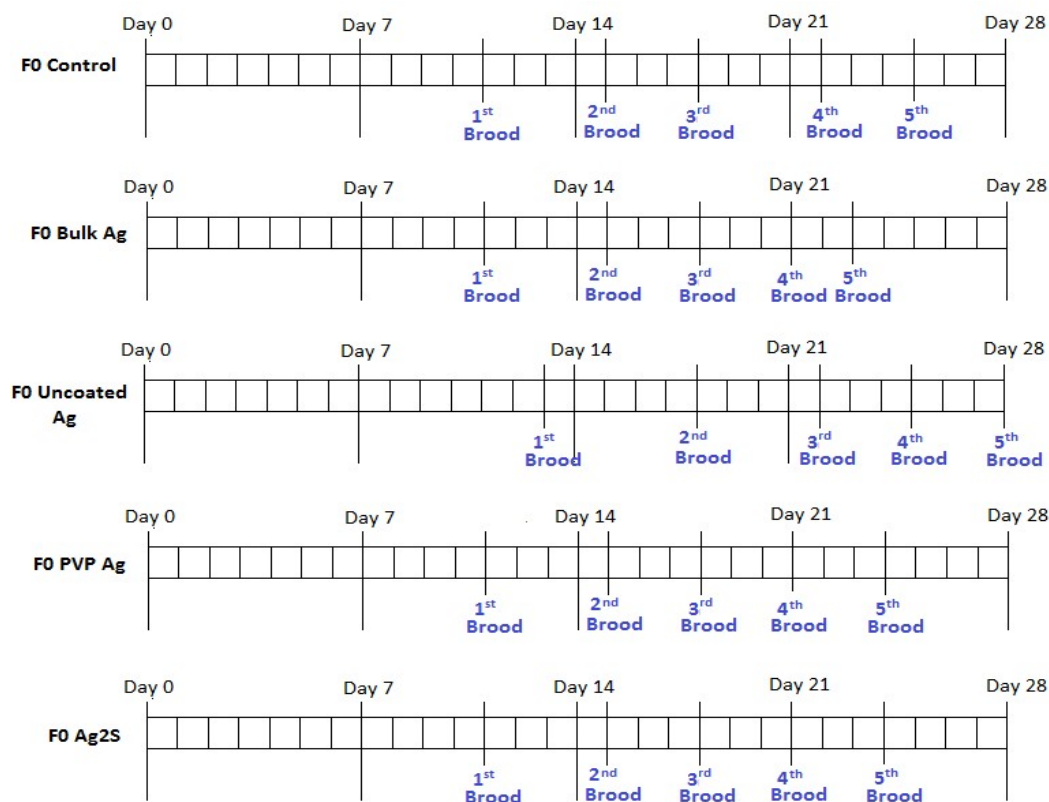 Day 0 Day 7 Day 14 Day 21 Day 28
F0 Control
1st Brood 2nd Brood 3rd Brood 4th Brood 5th Brood
Day 0 Day 7 Day 14 Day 21 Day 28
F0 Bulk Ag
1st Brood 2nd Brood 3rd Brood 4th Brood 5th Brood
Day 0 Day 7 Day 14 Day 21 Day 28
F0 Uncoated
Ag
1st Brood 2nd Brood 3rd Brood 4th Brood 5th Brood
Day 0 Day 7 Day 14 Day 21 Day 28
F0 PVP Ag
1st Brood 2nd Brood 3rd Brood 4th Brood 5th Brood
Day 0 Day 7 Day 14 Day 21 Day 28
F0 Ag2S
1st Brood 2nd Brood 3rd Brood 4th Brood 5th Brood